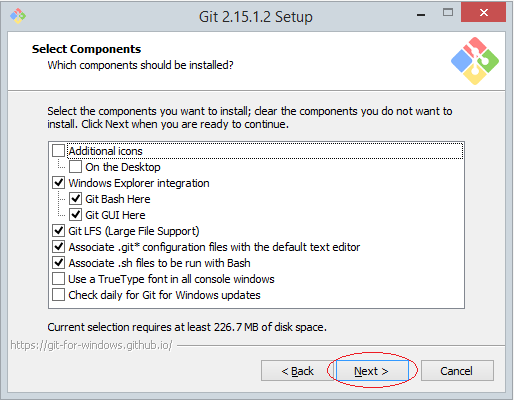 Git 2.15.1.2 Setup
Select Components
Which components should be installed?
Select the components you want to install; clear the components you do not want to
install. Click Next when you are ready to continue.
Additional icons
On the Desktop
Windows Explorer integration
Git Bash Here
Git GUI Here
Git LFS (Large File Support)
Associate .git* configuration files with the default text editor
Associate .sh files to be run with Bash
Use a TrueType font in all console windows
Check daily for Git for Windows updates
Current selection requires at least 226.7 MB of disk space.
https://git-for-windows.github.io/
< Back
Next >
Cancel